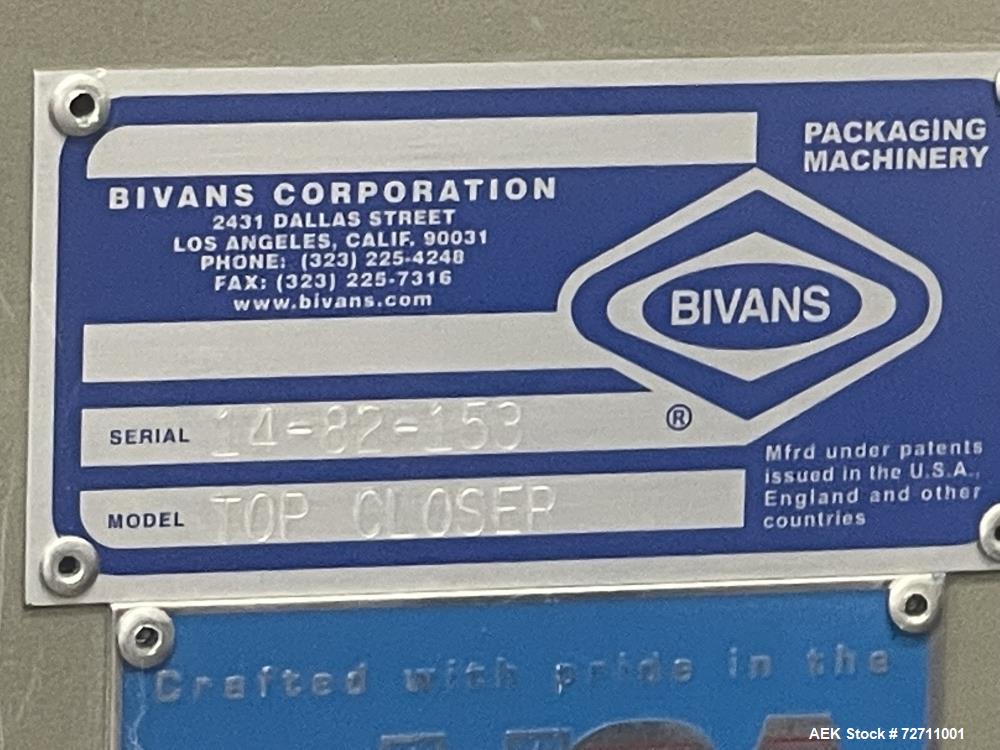 PACKAGING
MACHINERY
BIVANS CORPORATION
2431 DALLAS STREET
LOS ANGELES, CALIF. 90031
PHONE: (323) 225-4248
FAX: (323) 225-7316
www.bivans.com
BIVANS
®
SERIAL 14-82-153
MODEL TOP CLOSER
Mfrd under patents
issued in the U.S.A.,
England and other
countries
Crafted with pride in the
USA
AEK Stock # 72711001